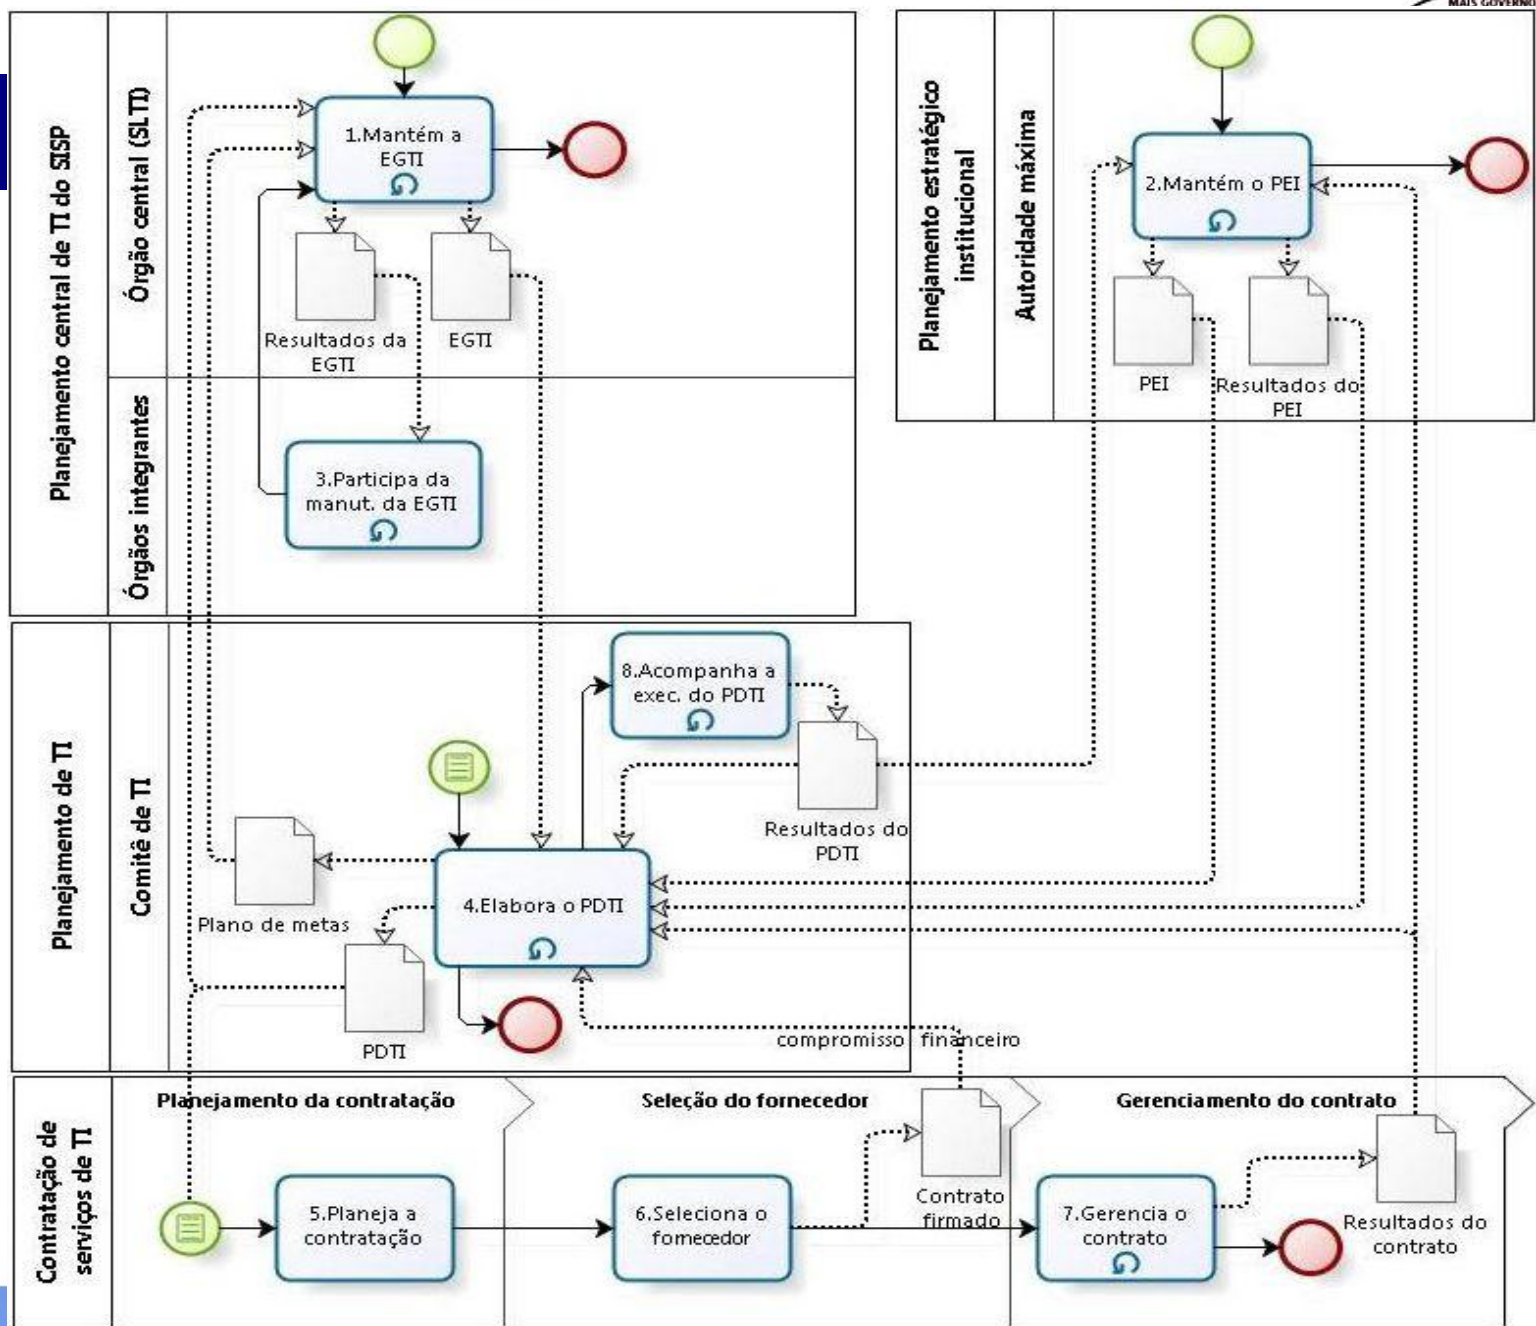 MAIS GOVERNO
Planejamento central de TI do SISP
Órgão central (SLTI)
1.Mantém a
EGTI
Resultados da
EGTI
EGTI
Órgãos integrantes
3.Participa da
manut. da EGTI
Planejamento estratégico
institucional
Autoridade máxima
2.Mantém o PEI
PEI
Resultados do
PEI
Planejamento de TI
Comitê de TI
8.Acompanha a
exec. do PDTI
Resultados do
PDTI
Plano de metas
4.Elabora o PDTI
PDTI
compromisso financeiro
Contratação de
serviços de TI
Planejamento da contratação
5.Planeja a
contratação
Seleção do fornecedor
6.Seleciona o
fornecedor
Contrato
firmado
Gerenciamento do contrato
7.Gerencia o
contrato
Resultados do
contrato